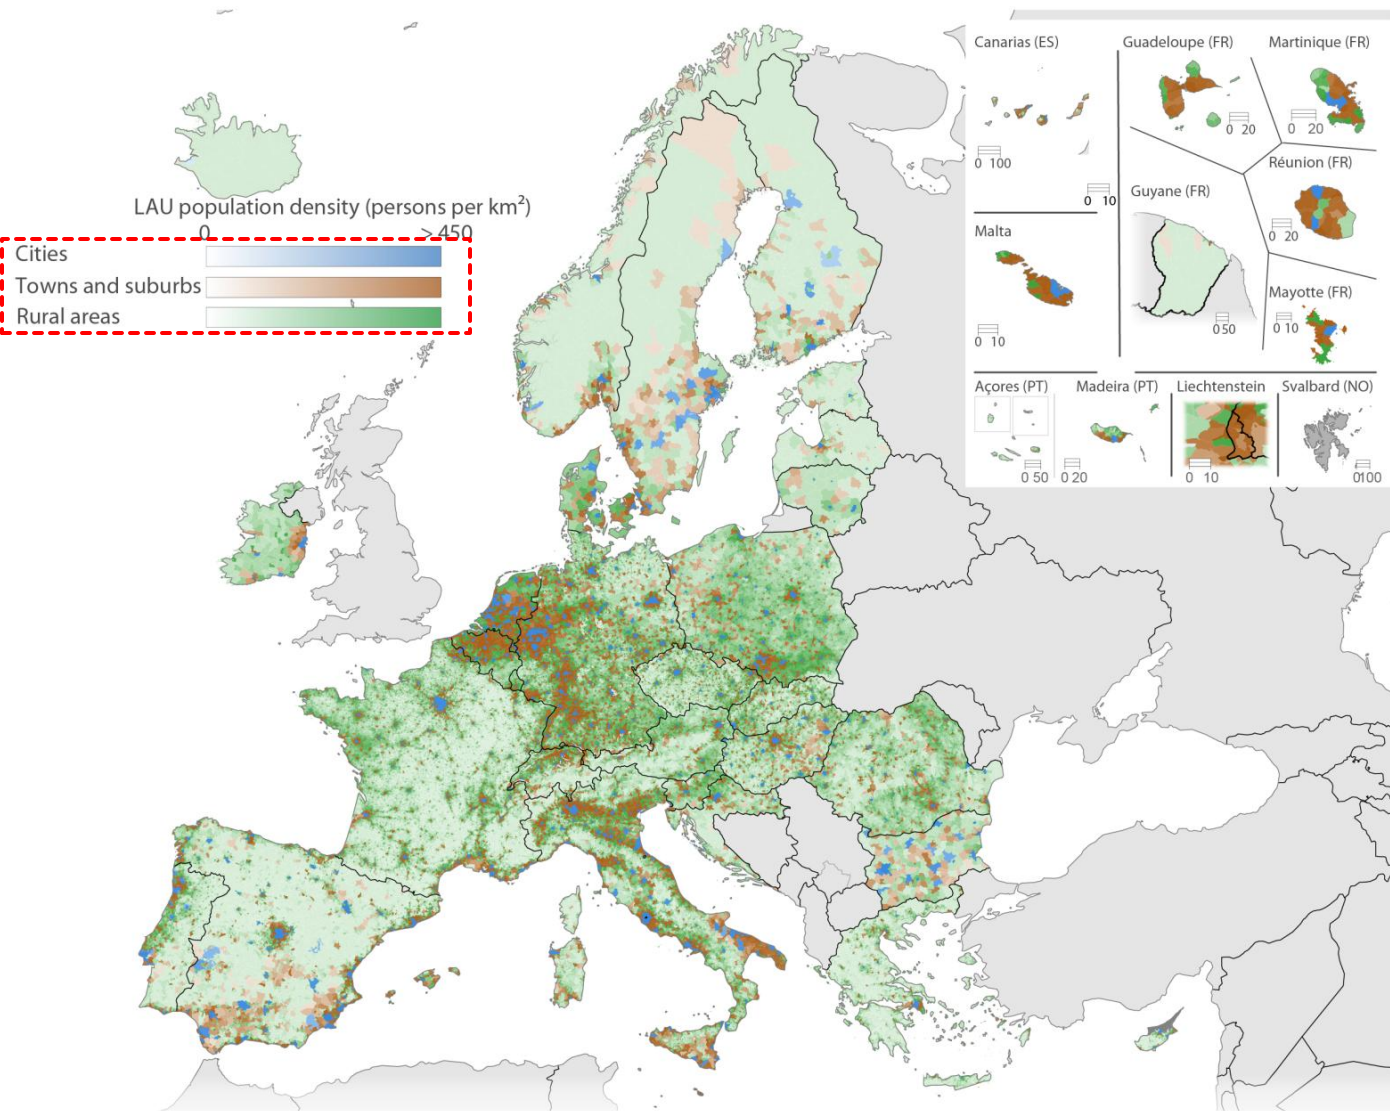 Canarias (ES)
0 100
0 10
Guadeloupe (FR)
0 20
Martinique (FR)
0 20
Guyane (FR)
0 50
Réunion (FR)
0 20
Malta
0 10
Mayotte (FR)
0 10
Açores (PT)
0 50
Madeira (PT)
0 20
Liechtenstein
0 10
Svalbard (NO)
LAU population density (persons per km²)
0 > 450
Cities
Towns and suburbs
Rural areas